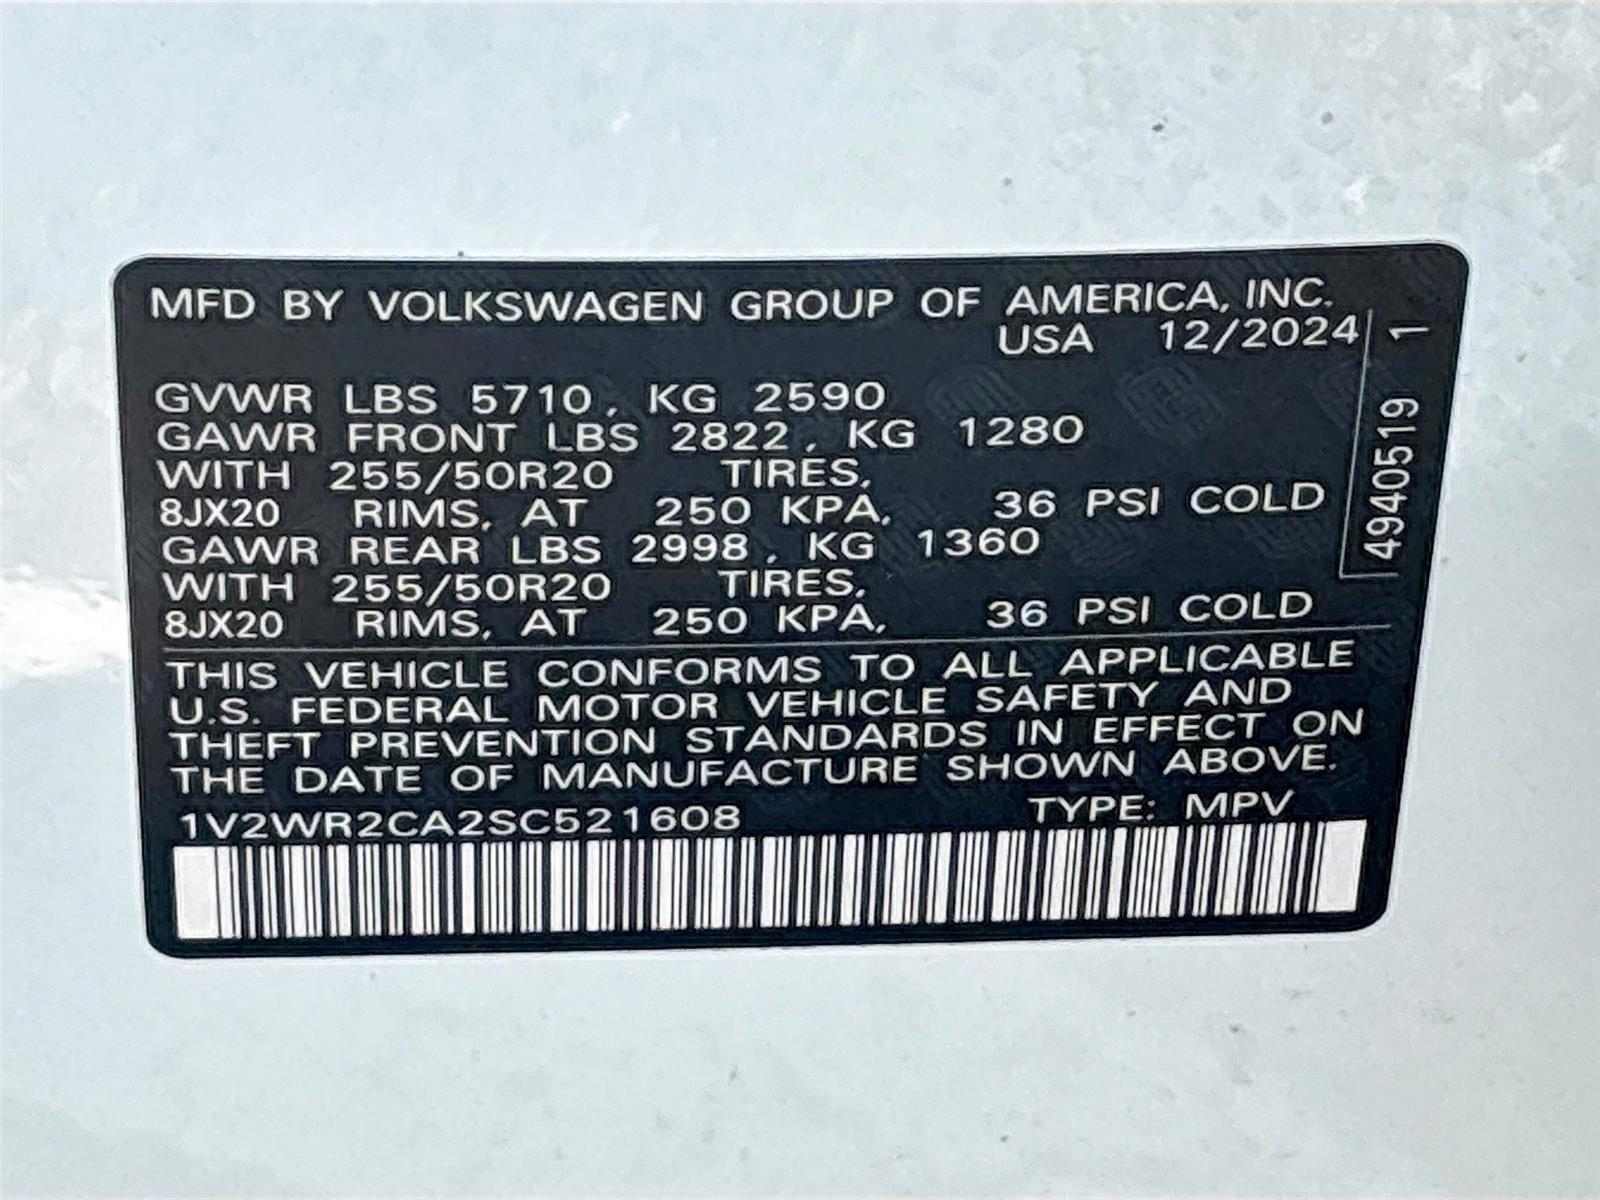 MFD BY VOLKSWAGEN GROUP OF AMERICA, INC.
USA 12/2024
GVWR LBS 5710, KG 2590
GAWR FRONT LBS 2822, KG 1280
WITH 255/50R20 TIRES,
8JX20 RIMS, AT 250 KPA, 36 PSI COLD
GAWR REAR LBS 2998, KG 1360
WITH 255/50R20 TIRES,
8JX20 RIMS, AT 250 KPA, 36 PSI COLD
THIS VEHICLE CONFORMS TO ALL APPLICABLE
U.S. FEDERAL MOTOR VEHICLE SAFETY AND
THEFT PREVENTION STANDARDS IN EFFECT ON
THE DATE OF MANUFACTURE SHOWN ABOVE.
1V2WR2CA2SC521608 TYPE: MPV
49405519 1